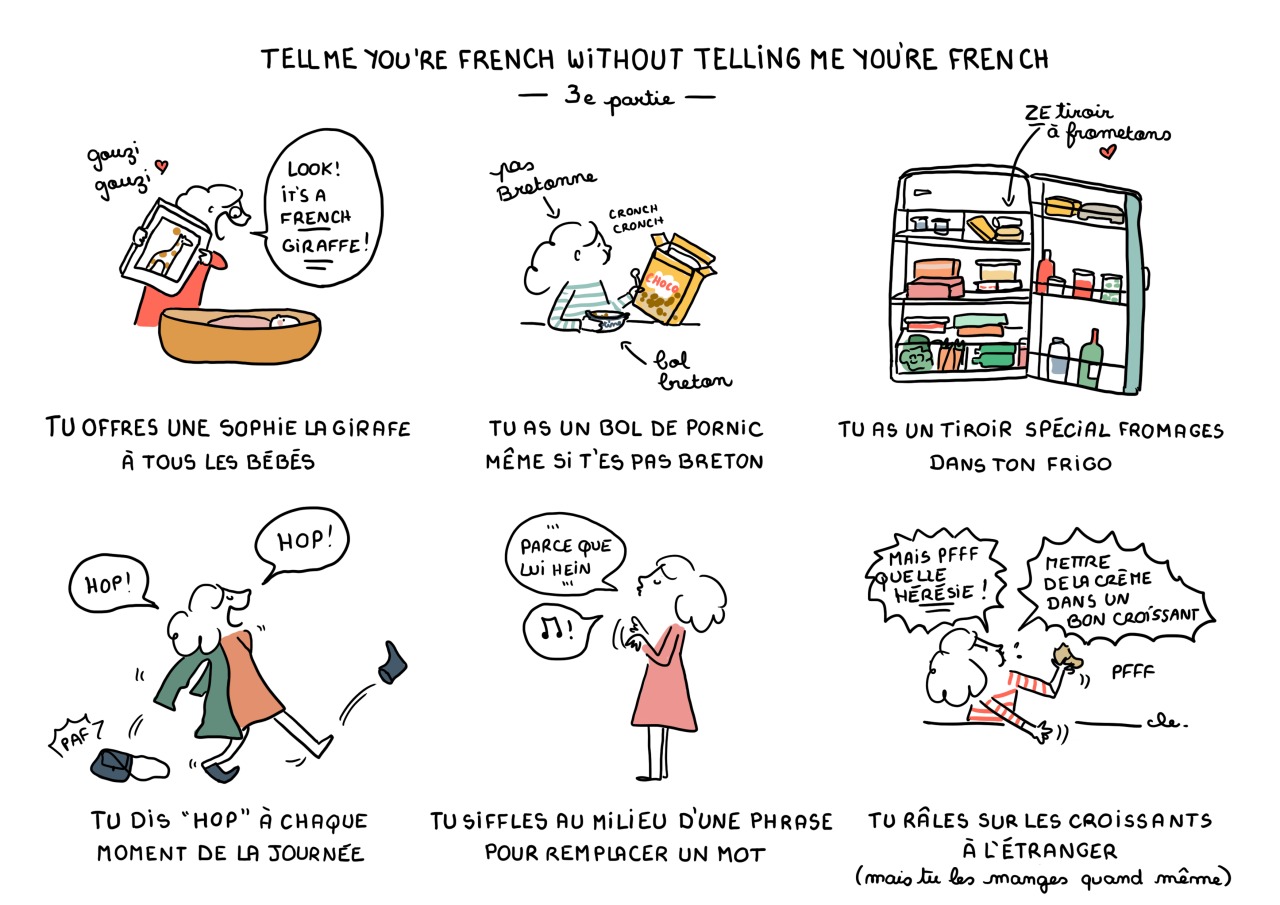 TELL ME YOU'RE FRENCH WITHOUT TELLING ME YOU'RE FRENCH
— 3e partie —
gouzi
gouzi
LOOK!
IT'S A
FRENCH
GIRAFFE!
TU OFFRES UNE SOPHIE LA GIRAFE
À TOUS LES BÉBÉS
pas
Bretonne
CRONCH
CRONCH
CHOCO
bol
breton
TU AS UN BOL DE PORNIC
MÊME SI T'ES PAS BRETON
ZE tiroir
à frometons
TU AS UN TIROIR SPÉCIAL FROMAGES
DANS TON FRIGO
HOP!
HOP!
PAF
TU DIS "HOP" À CHAQUE
MOMENT DE LA JOURNÉE
PARCE QUE
LUI HEIN
♫!
TU SIFFLES AU MILIEU D'UNE PHRASE
POUR REMPLACER UN MOT
MAIS PFFF
QUELLE
HÉRÉSIE!
METTRE
DE LA CRÈME
DANS UN
BON CROISSANT
PFFF
cle.
TU RÂLES SUR LES CROISSANTS
À L'ÉTRANGER
(mais tu les manges quand même)